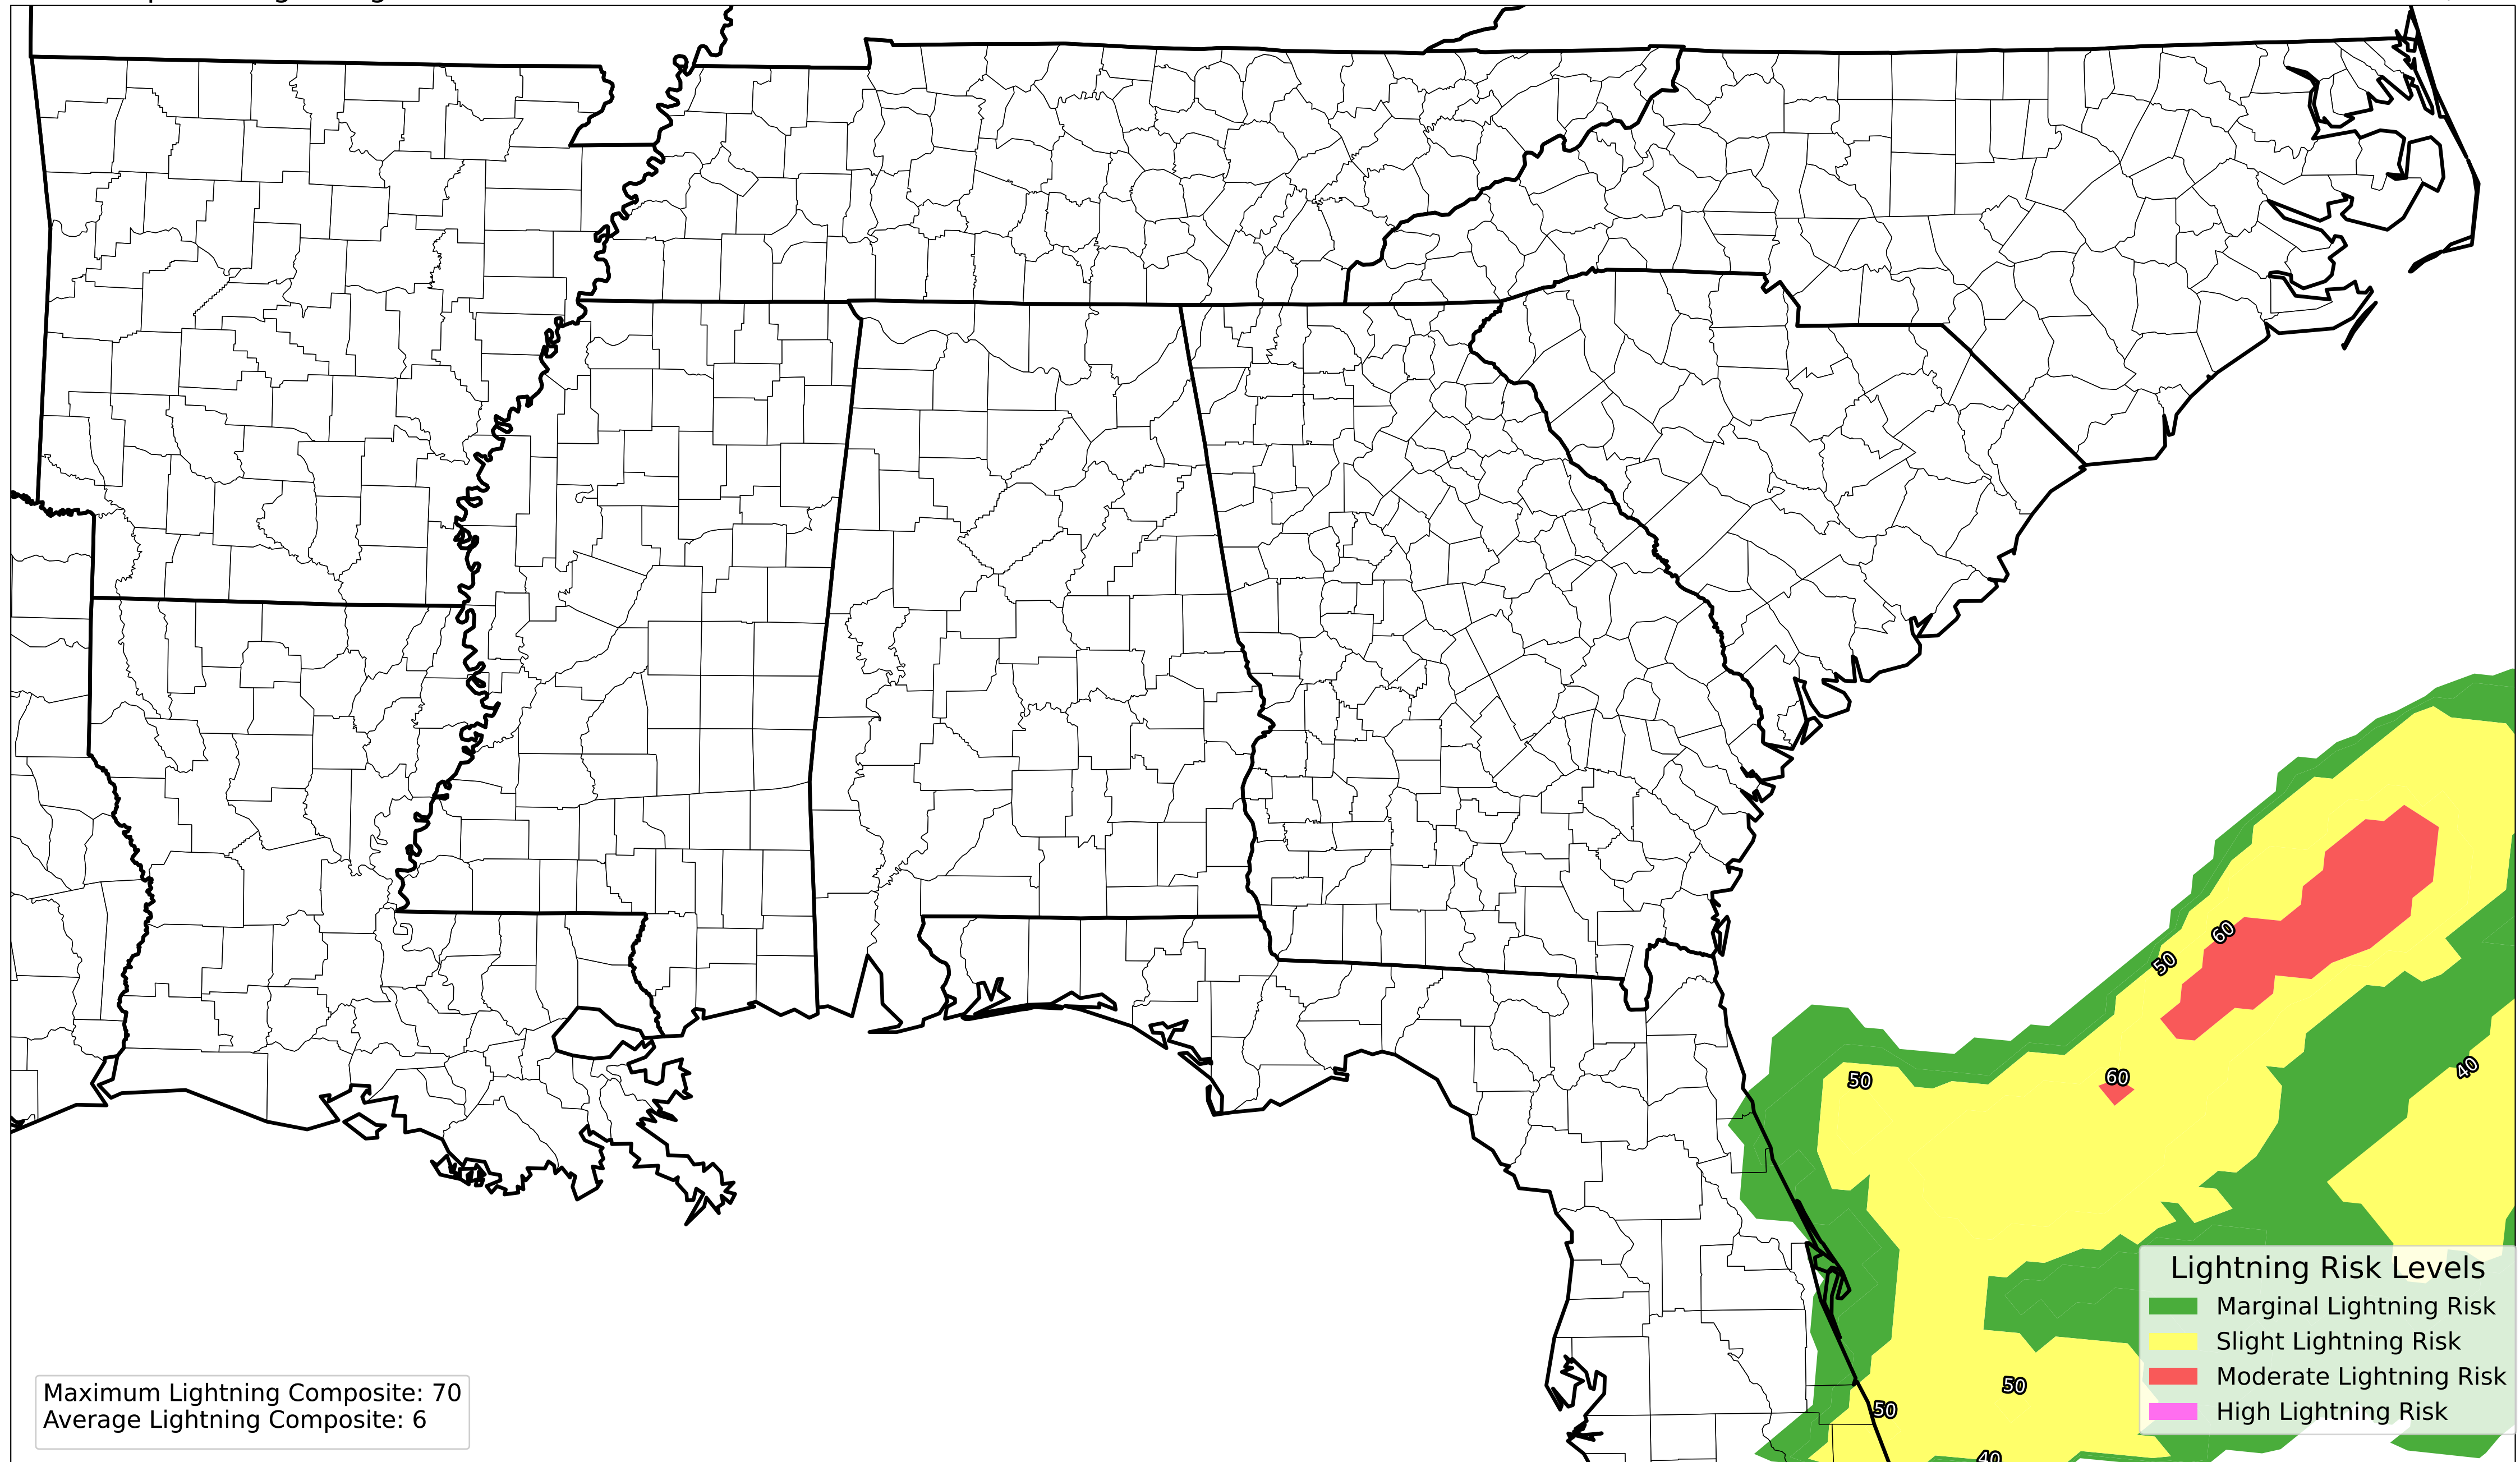 60
50
50
60
40
Lightning Risk Levels
Marginal Lightning Risk
Slight Lightning Risk
Moderate Lightning Risk
High Lightning Risk
Maximum Lightning Composite: 70
Average Lightning Composite: 6
50
50
40